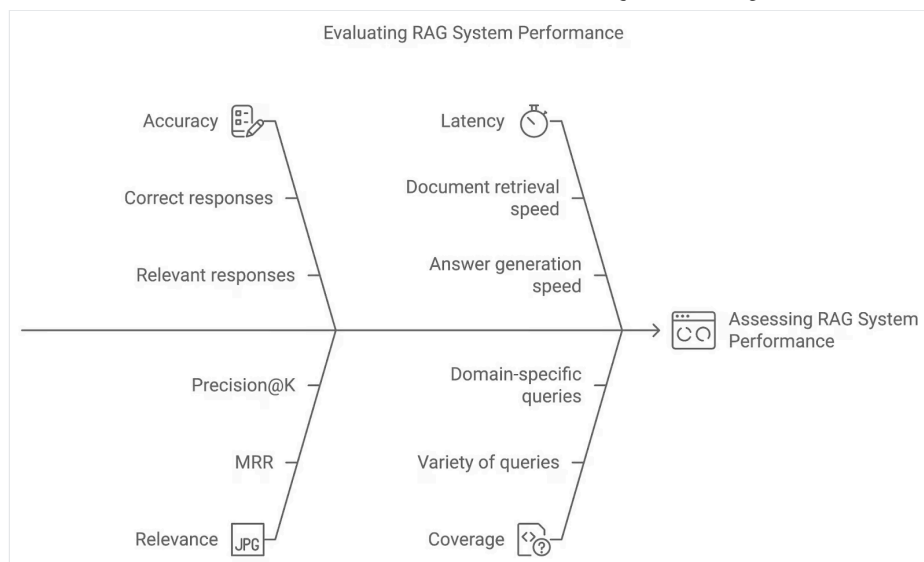 Evaluating RAG System Performance
Accuracy
Latency
Correct responses
Document retrieval
speed
Relevant responses
Answer generation
speed
Assessing RAG System
Performance
Precision@K
Domain-specific
queries
MRR
Variety of queries
Relevance
JPG
Coverage